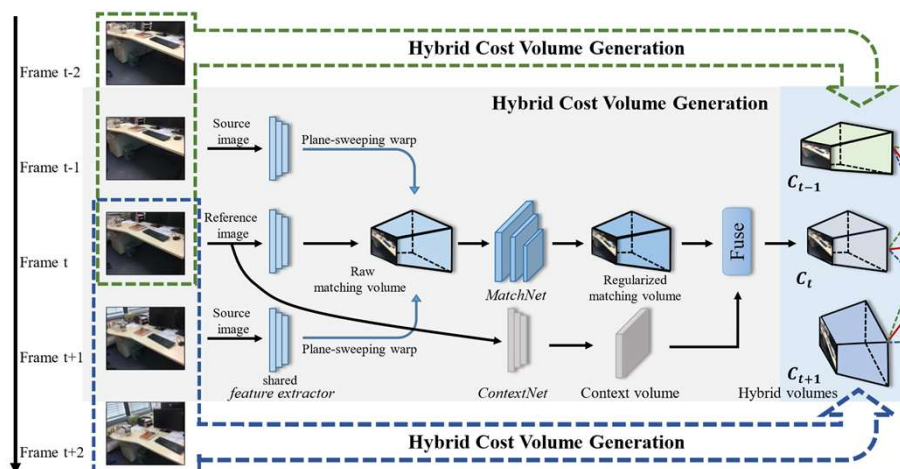 Hybrid Cost Volume Generation
Frame t-2
Hybrid Cost Volume Generation
Source
image
Plane-sweeping warp
Frame t-1
C_{t-1}
Reference
image
Fuse
Frame t
Raw
matching volume
MatchNet
Regularized
matching volume
C_t
Source
image
Plane-sweeping warp
Frame t+1
shared
feature extractor
ContextNet
Context volume
Hybrid volumes
C_{t+1}
Hybrid Cost Volume Generation
Frame t+2